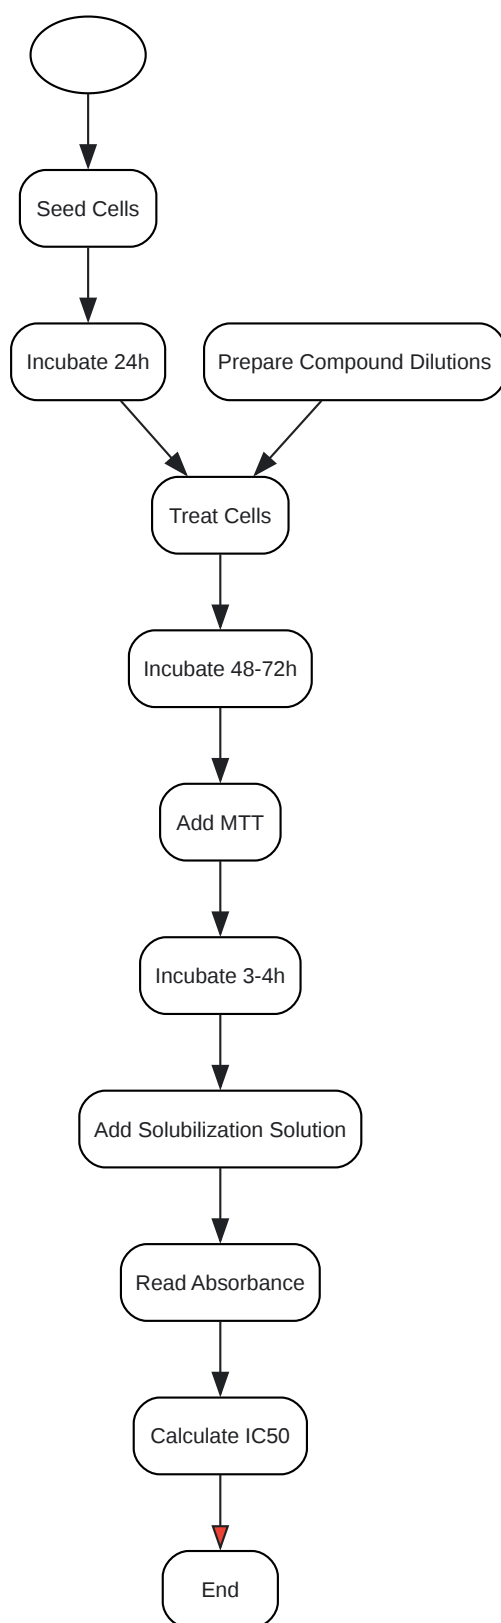 Seed Cells
Incubate 24h
Prepare Compound Dilutions
Treat Cells
Incubate 48-72h
Add MTT
Incubate 3-4h
Add Solubilization Solution
Read Absorbance
Calculate IC50
End